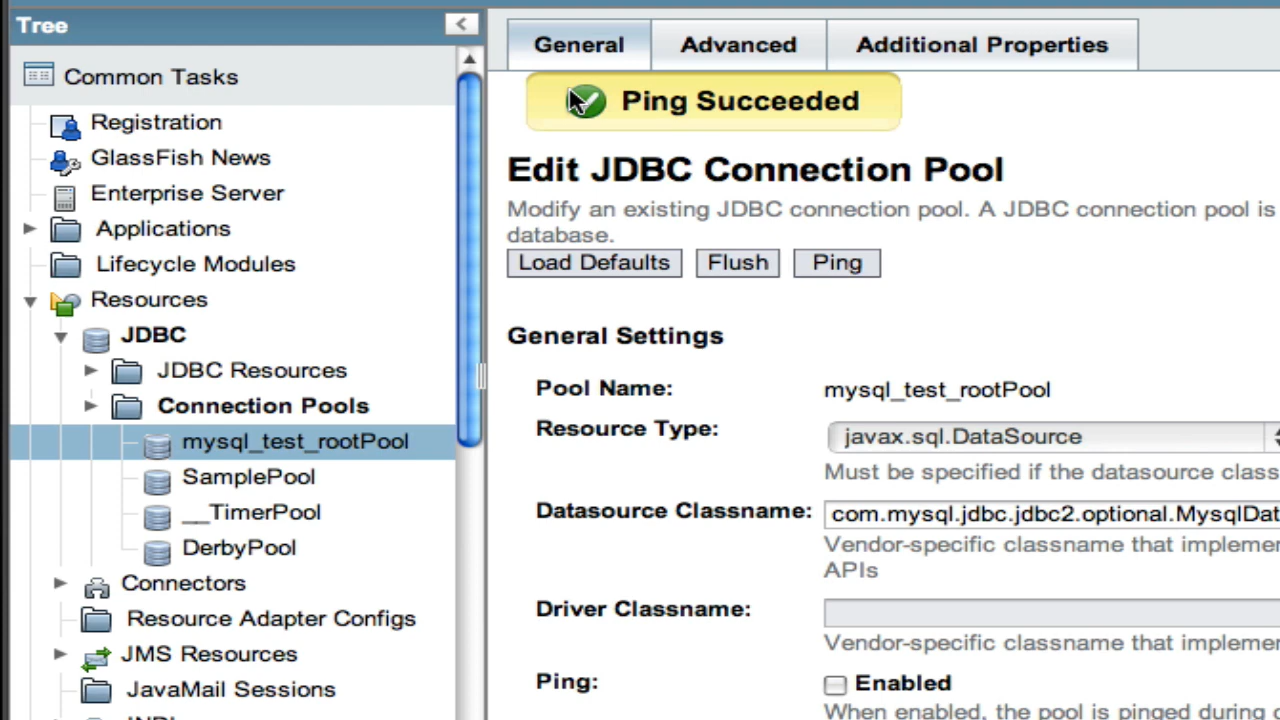 Tree
<
Common Tasks
Registration
GlassFish News
Enterprise Server
Applications
Lifecycle Modules
Resources
JDBC
JDBC Resources
Connection Pools
mysql_test_rootPool
SamplePool
__TimerPool
DerbyPool
Connectors
Resource Adapter Configs
JMS Resources
JavaMail Sessions
General Advanced Additional Properties
Ping Succeeded
Edit JDBC Connection Pool
Modify an existing JDBC connection pool. A JDBC connection pool is
database.
Load Defaults Flush Ping
General Settings
Pool Name: mysql_test_rootPool
Resource Type: javax.sql.DataSource
Must be specified if the datasource class
Datasource Classname: com.mysql.jdbc.jdbc2.optional.MysqlDat
Vendor-specific classname that implemen
APIs
Driver Classname:
Vendor-specific classname that implemen
Ping: Enabled
When enabled, the pool is pinged during